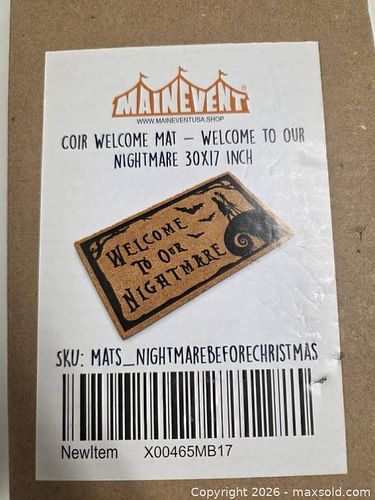 MAINEVENT®
WWW.MAINEVENTUSA.SHOP
COIR WELCOME MAT – WELCOME TO OUR
NIGHTMARE 30X17 INCH
WELCOME
TO OUR
NIGHTMARE
SKU: MATS_NIGHTMAREBEFORECHRISTMAS
NewItem X00465MB17
Copyright © 2026 - maxsold.com